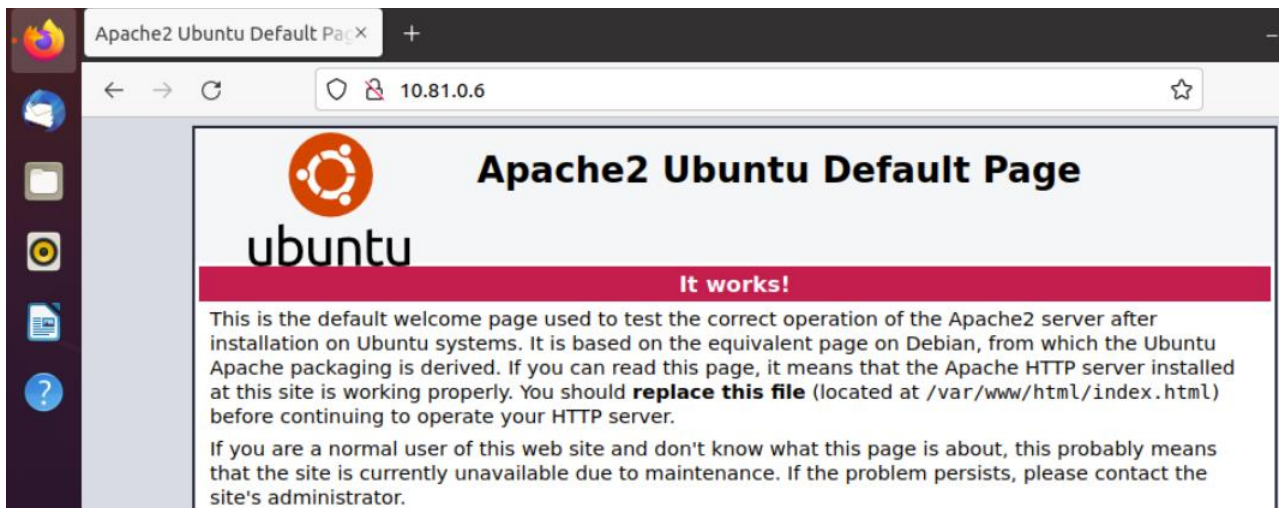 Apache2 Ubuntu Default Pag
10.81.0.6
Apache2 Ubuntu Default Page
ubuntu
It works!
This is the default welcome page used to test the correct operation of the Apache2 server after
installation on Ubuntu systems. It is based on the equivalent page on Debian, from which the Ubuntu
Apache packaging is derived. If you can read this page, it means that the Apache HTTP server installed
at this site is working properly. You should replace this file (located at /var/www/html/index.html)
before continuing to operate your HTTP server.
If you are a normal user of this web site and don't know what this page is about, this probably means
that the site is currently unavailable due to maintenance. If the problem persists, please contact the
site's administrator.